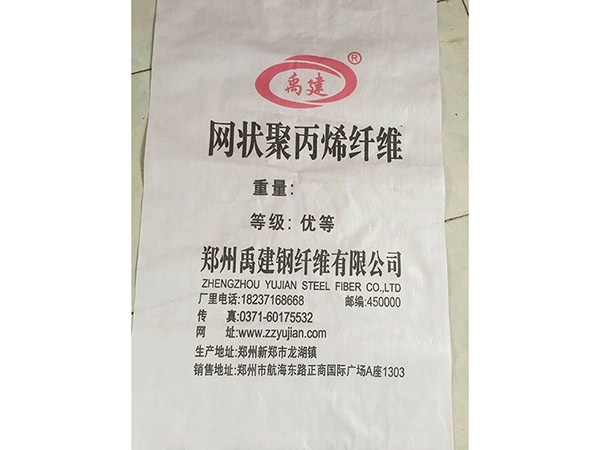 禹建®
网状聚丙烯纤维
重量:
等级: 优等
郑州禹建钢纤维有限公司
ZHENGZHOU YUJIAN STEEL FIBER CO.,LTD
厂里电话:18237168668 邮编:450000
传 真:0371-60175532
网 址:www.zzyujian.com
生产地址:郑州新郑市龙湖镇
销售地址:郑州市航海东路正商国际广场A座1303